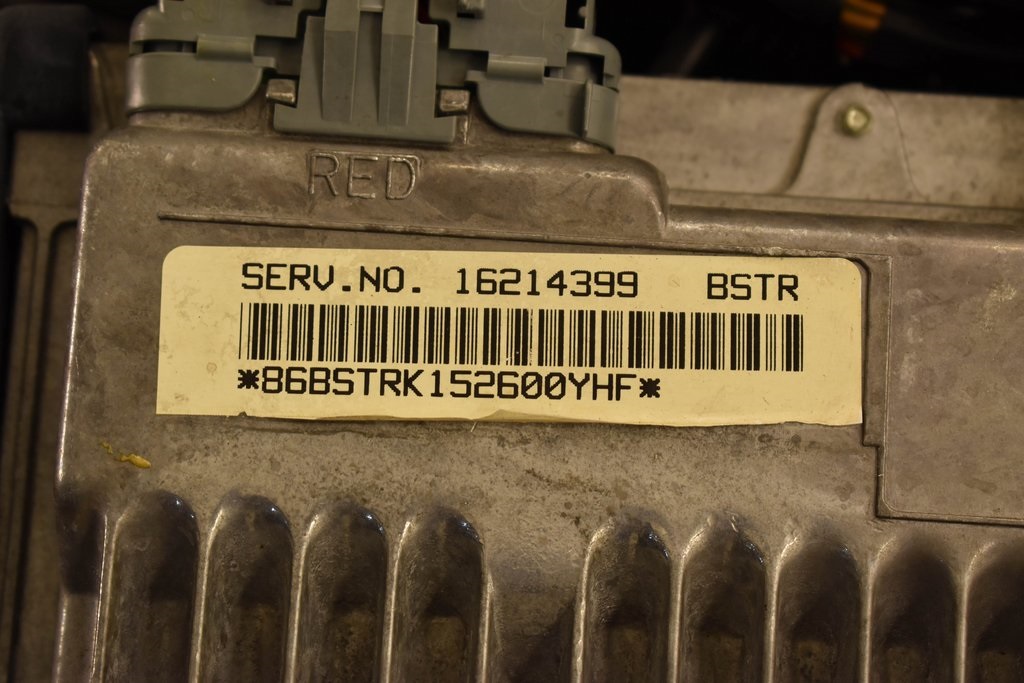 RED
SERV.NO. 16214399 BSTR
*86BSTRK152600YHF*